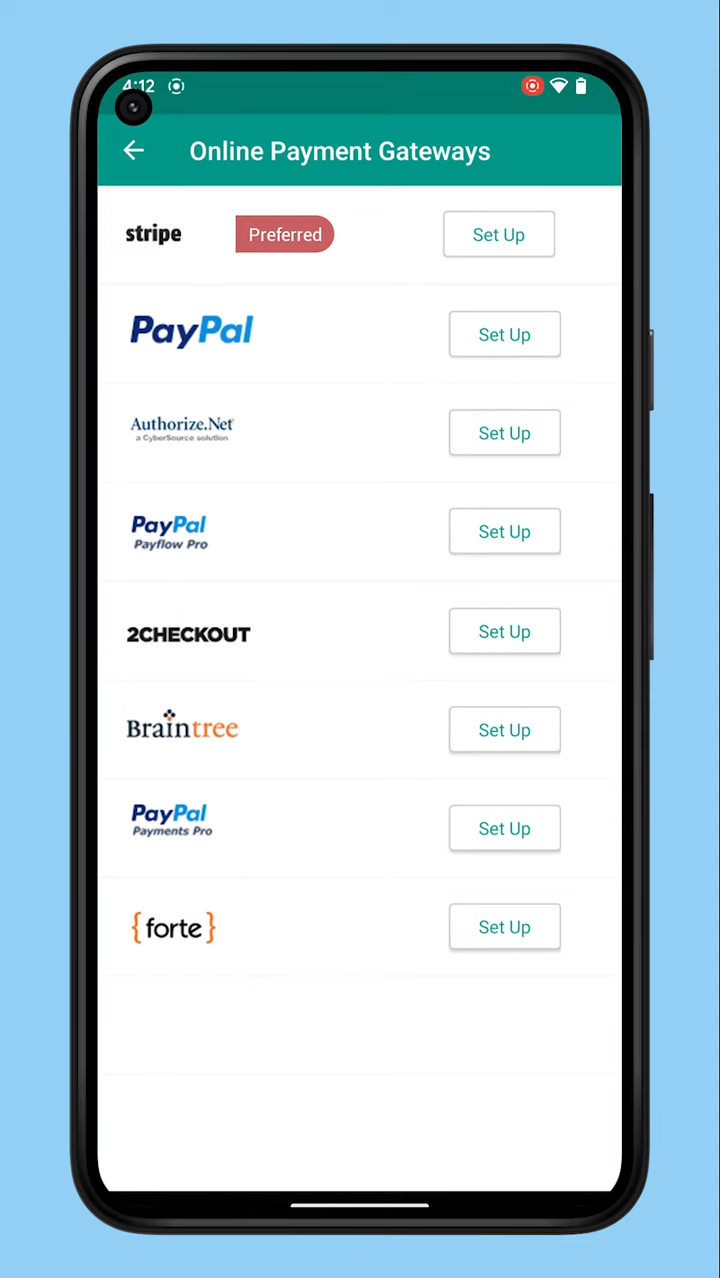 4:12
Online Payment Gateways
stripe Preferred Set Up
PayPal Set Up
Authorize.Net Set Up
a CyberSource solution
PayPal
Payflow Pro Set Up
2CHECKOUT Set Up
Braintree Set Up
PayPal
Payments Pro Set Up
{forte} Set Up